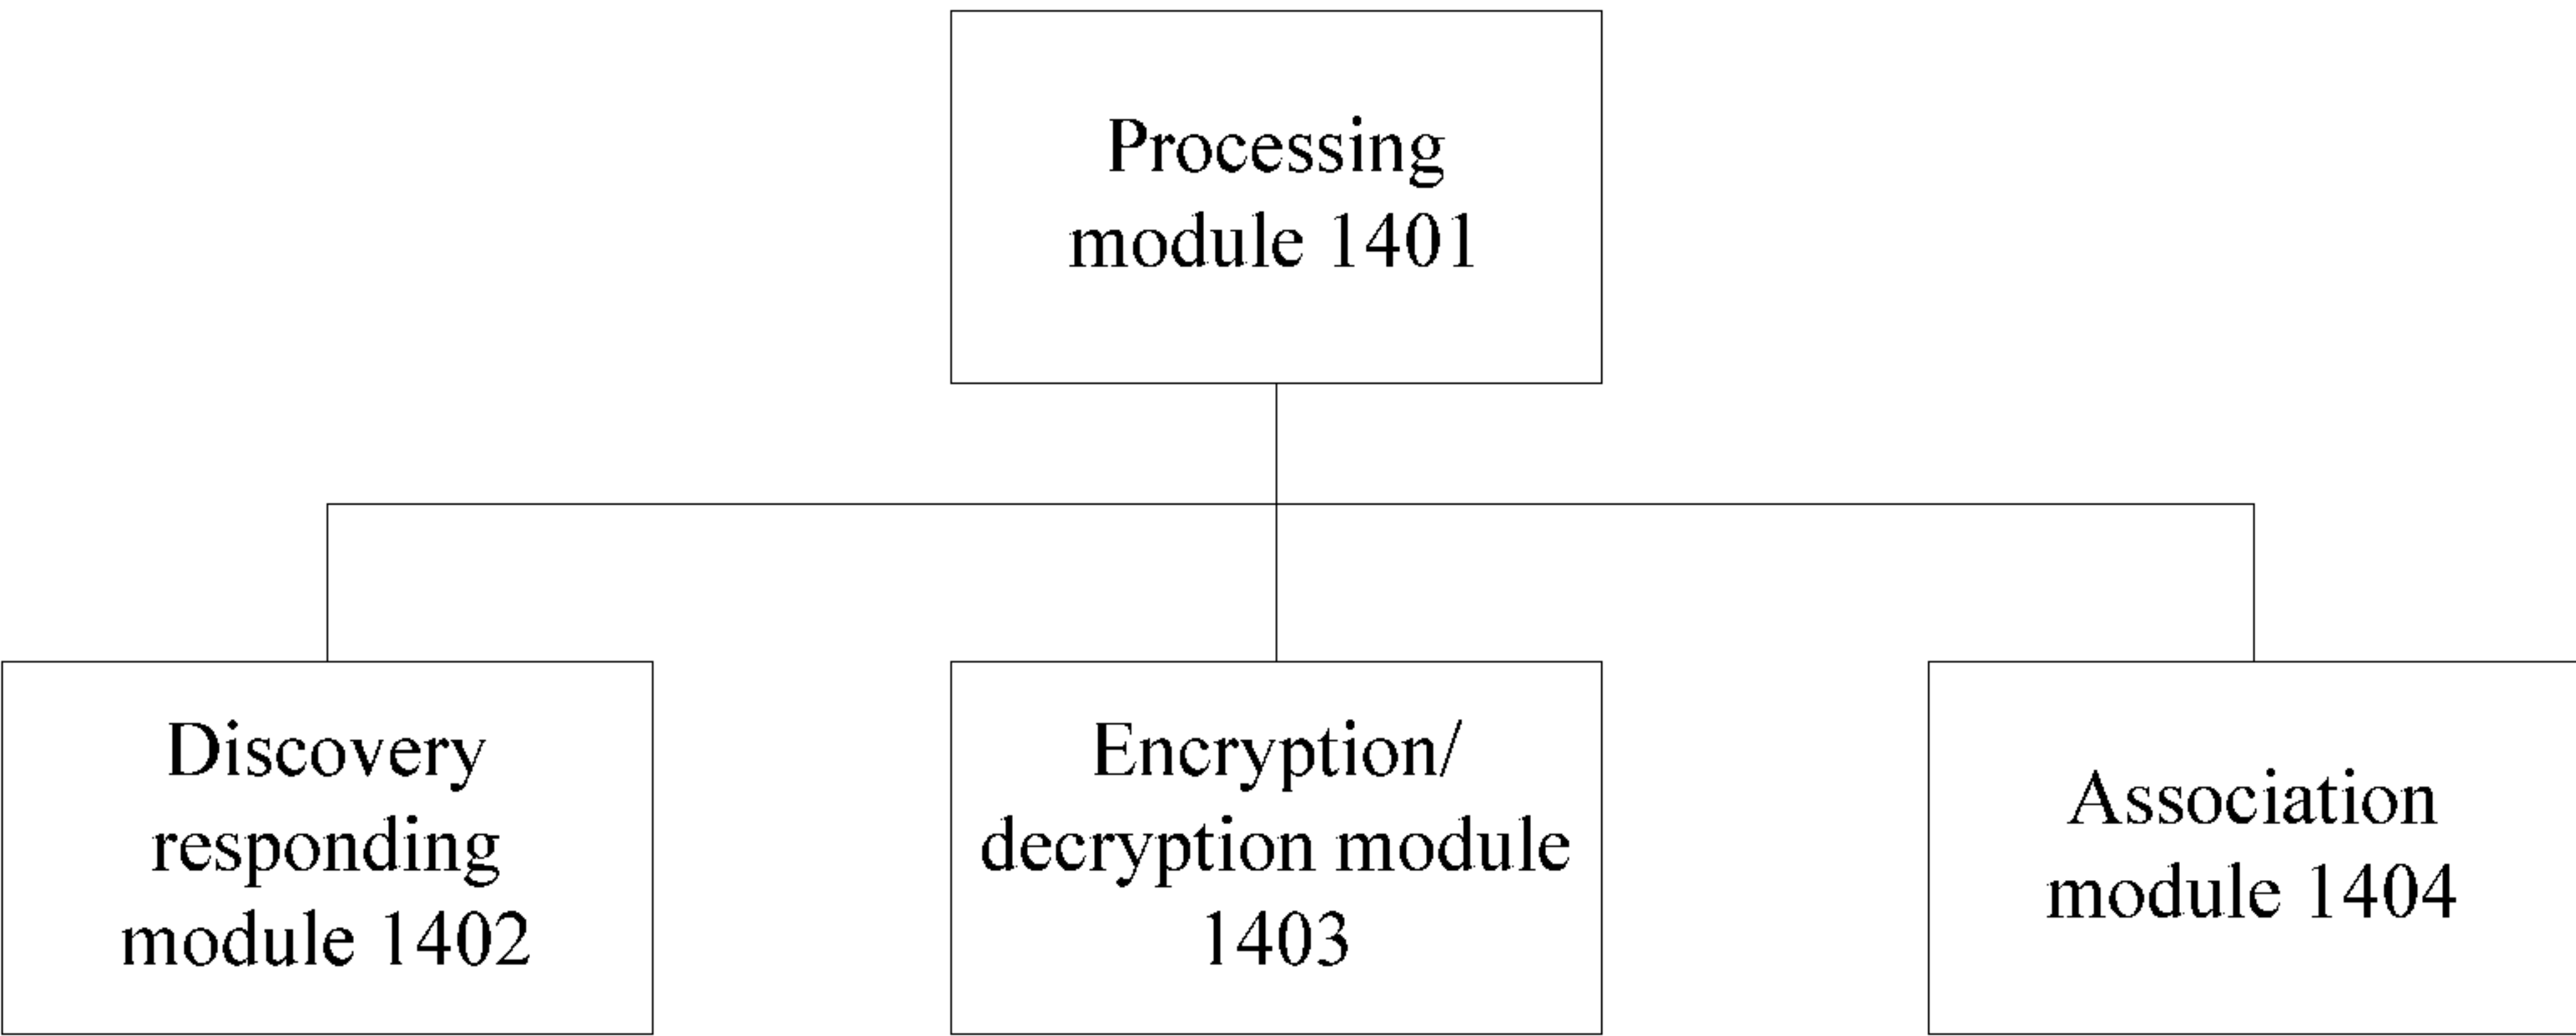 Processing
module 1401
Discovery
responding
module 1402
Encryption/
decryption module
1403
Association
module 1404